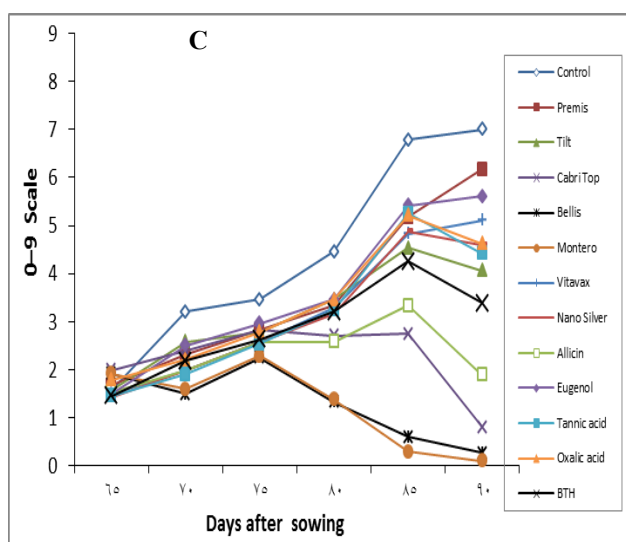 C
9
8
7
6
5
4
3
2
1
0
0–9 Scale
٦٥ ٧٠ ٧٥ ٨٠ ٨٥ ٩٠
Days after sowing
Control
Premis
Tilt
Cabri Top
Bellis
Montero
Vitavax
Nano Silver
Allicin
Eugenol
Tannic acid
Oxalic acid
BTH